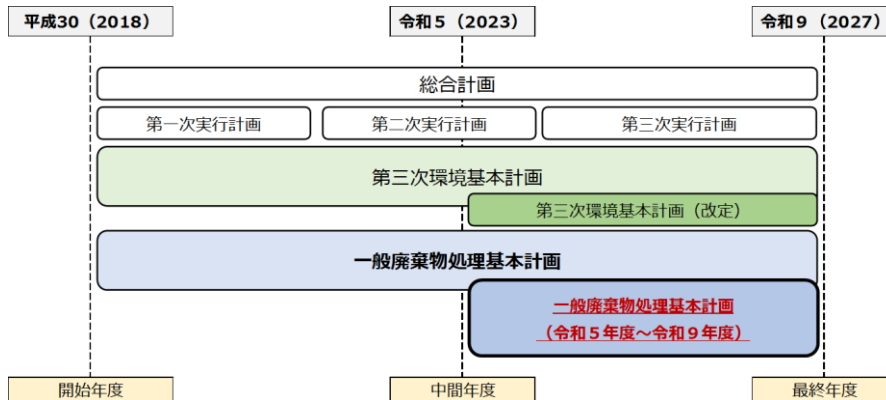 平成30（2018）
令和５（2023）
令和９（2027）
総合計画
第一次実行計画
第二次実行計画
第三次実行計画
第三次環境基本計画
第三次環境基本計画（改定）
一般廃棄物処理基本計画
一般廃棄物処理基本計画
（令和５年度～令和９年度）
開始年度
中間年度
最終年度